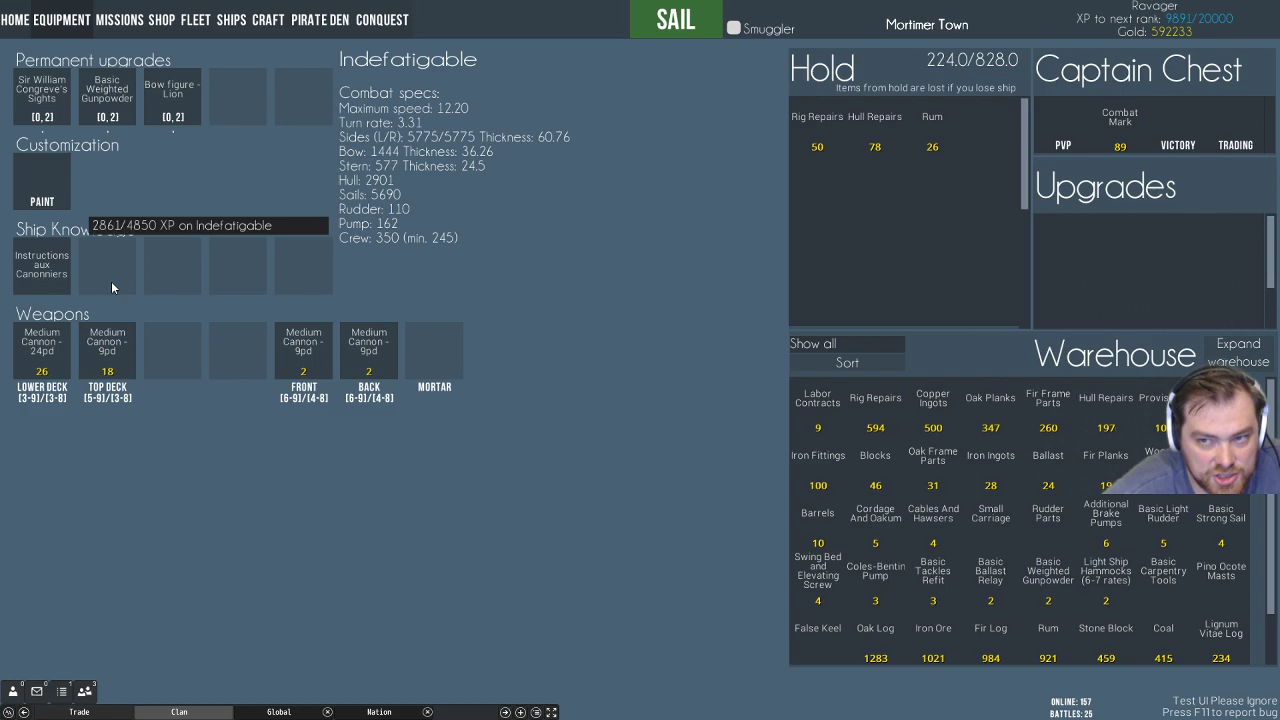 HOME EQUIPMENT MISSIONS SHOP FLEET SHIPS CRAFT PIRATE DEN CONQUEST
SAIL
Smuggler
Mortimer Town
Ravager
XP to next rank: 9891/20000
Gold: 592233
Permanent upgrades
Sir William Congreve's Sights
[0, 2]
Basic Weighted Gunpowder
[0, 2]
Bow figure - Lion
[0, 2]
Customization
PAINT
Ship Know
2861/4850 XP on Indefatigable
Instructions aux Canonniers
Weapons
Medium Cannon - 24pd
26
LOWER DECK
[3-9]/[3-8]
Medium Cannon - 9pd
18
TOP DECK
[5-9]/[3-8]
Medium Cannon - 9pd
2
FRONT
[6-9]/[4-8]
Medium Cannon - 9pd
2
BACK
[6-9]/[4-8]
MORTAR
Indefatigable
Combat specs:
Maximum speed: 12.20
Turn rate: 3.31
Sides (L/R): 5775/5775 Thickness: 60.76
Bow: 1444 Thickness: 36.26
Stern: 577 Thickness: 24.5
Hull: 2901
Sails: 5690
Rudder: 110
Pump: 162
Crew: 350 (min. 245)
Hold
224.0/828.0
Items from hold are lost if you lose ship
Rig Repairs Hull Repairs Rum
50 78 26
Captain Chest
Combat Mark
PVP 89 VICTORY TRADING
Upgrades
Show all
Sort
Warehouse
Expand warehouse
Labor Contracts
9
Rig Repairs
594
Copper Ingots
500
Oak Planks
347
Fir Frame Parts
260
Hull Repairs
197
Iron Fittings
100
Blocks
46
Oak Frame Parts
31
Iron Ingots
28
Ballast
24
Fir Planks
Barrels
10
Cordage And Oakum
5
Cables And Hawsers
4
Small Carriage
Rudder Parts
Additional Brake Pumps
6
Basic Light Rudder
5
Basic Strong Sail
4
Swing Bed and Elevating Screw
4
Coles-Bentin Pump
3
Basic Tackles Refit
3
Basic Ballast Relay
2
Basic Weighted Gunpowder
2
Light Ship Hammocks (6-7 rates)
2
Basic Carpentry Tools
Pino Ocote Masts
False Keel
Oak Log
1283
Iron Ore
1021
Fir Log
984
Rum
921
Stone Block
459
Coal
415
Lignum Vitae Log
234
0 0 1 3
Trade Clan Global Nation
ONLINE: 157
BATTLES: 25
Test UI Please Ignore
Press F11 to report bug